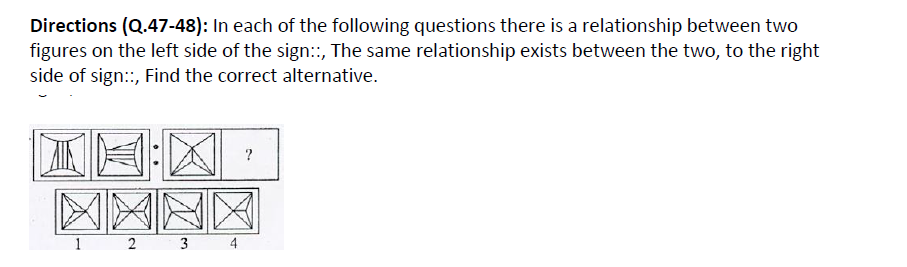 Directions (Q.47-48): In each of the following questions there is a relationship between two
figures on the left side of the sign::, The same relationship exists between the two, to the right
side of sign::, Find the correct alternative.
?
1 2 3 4